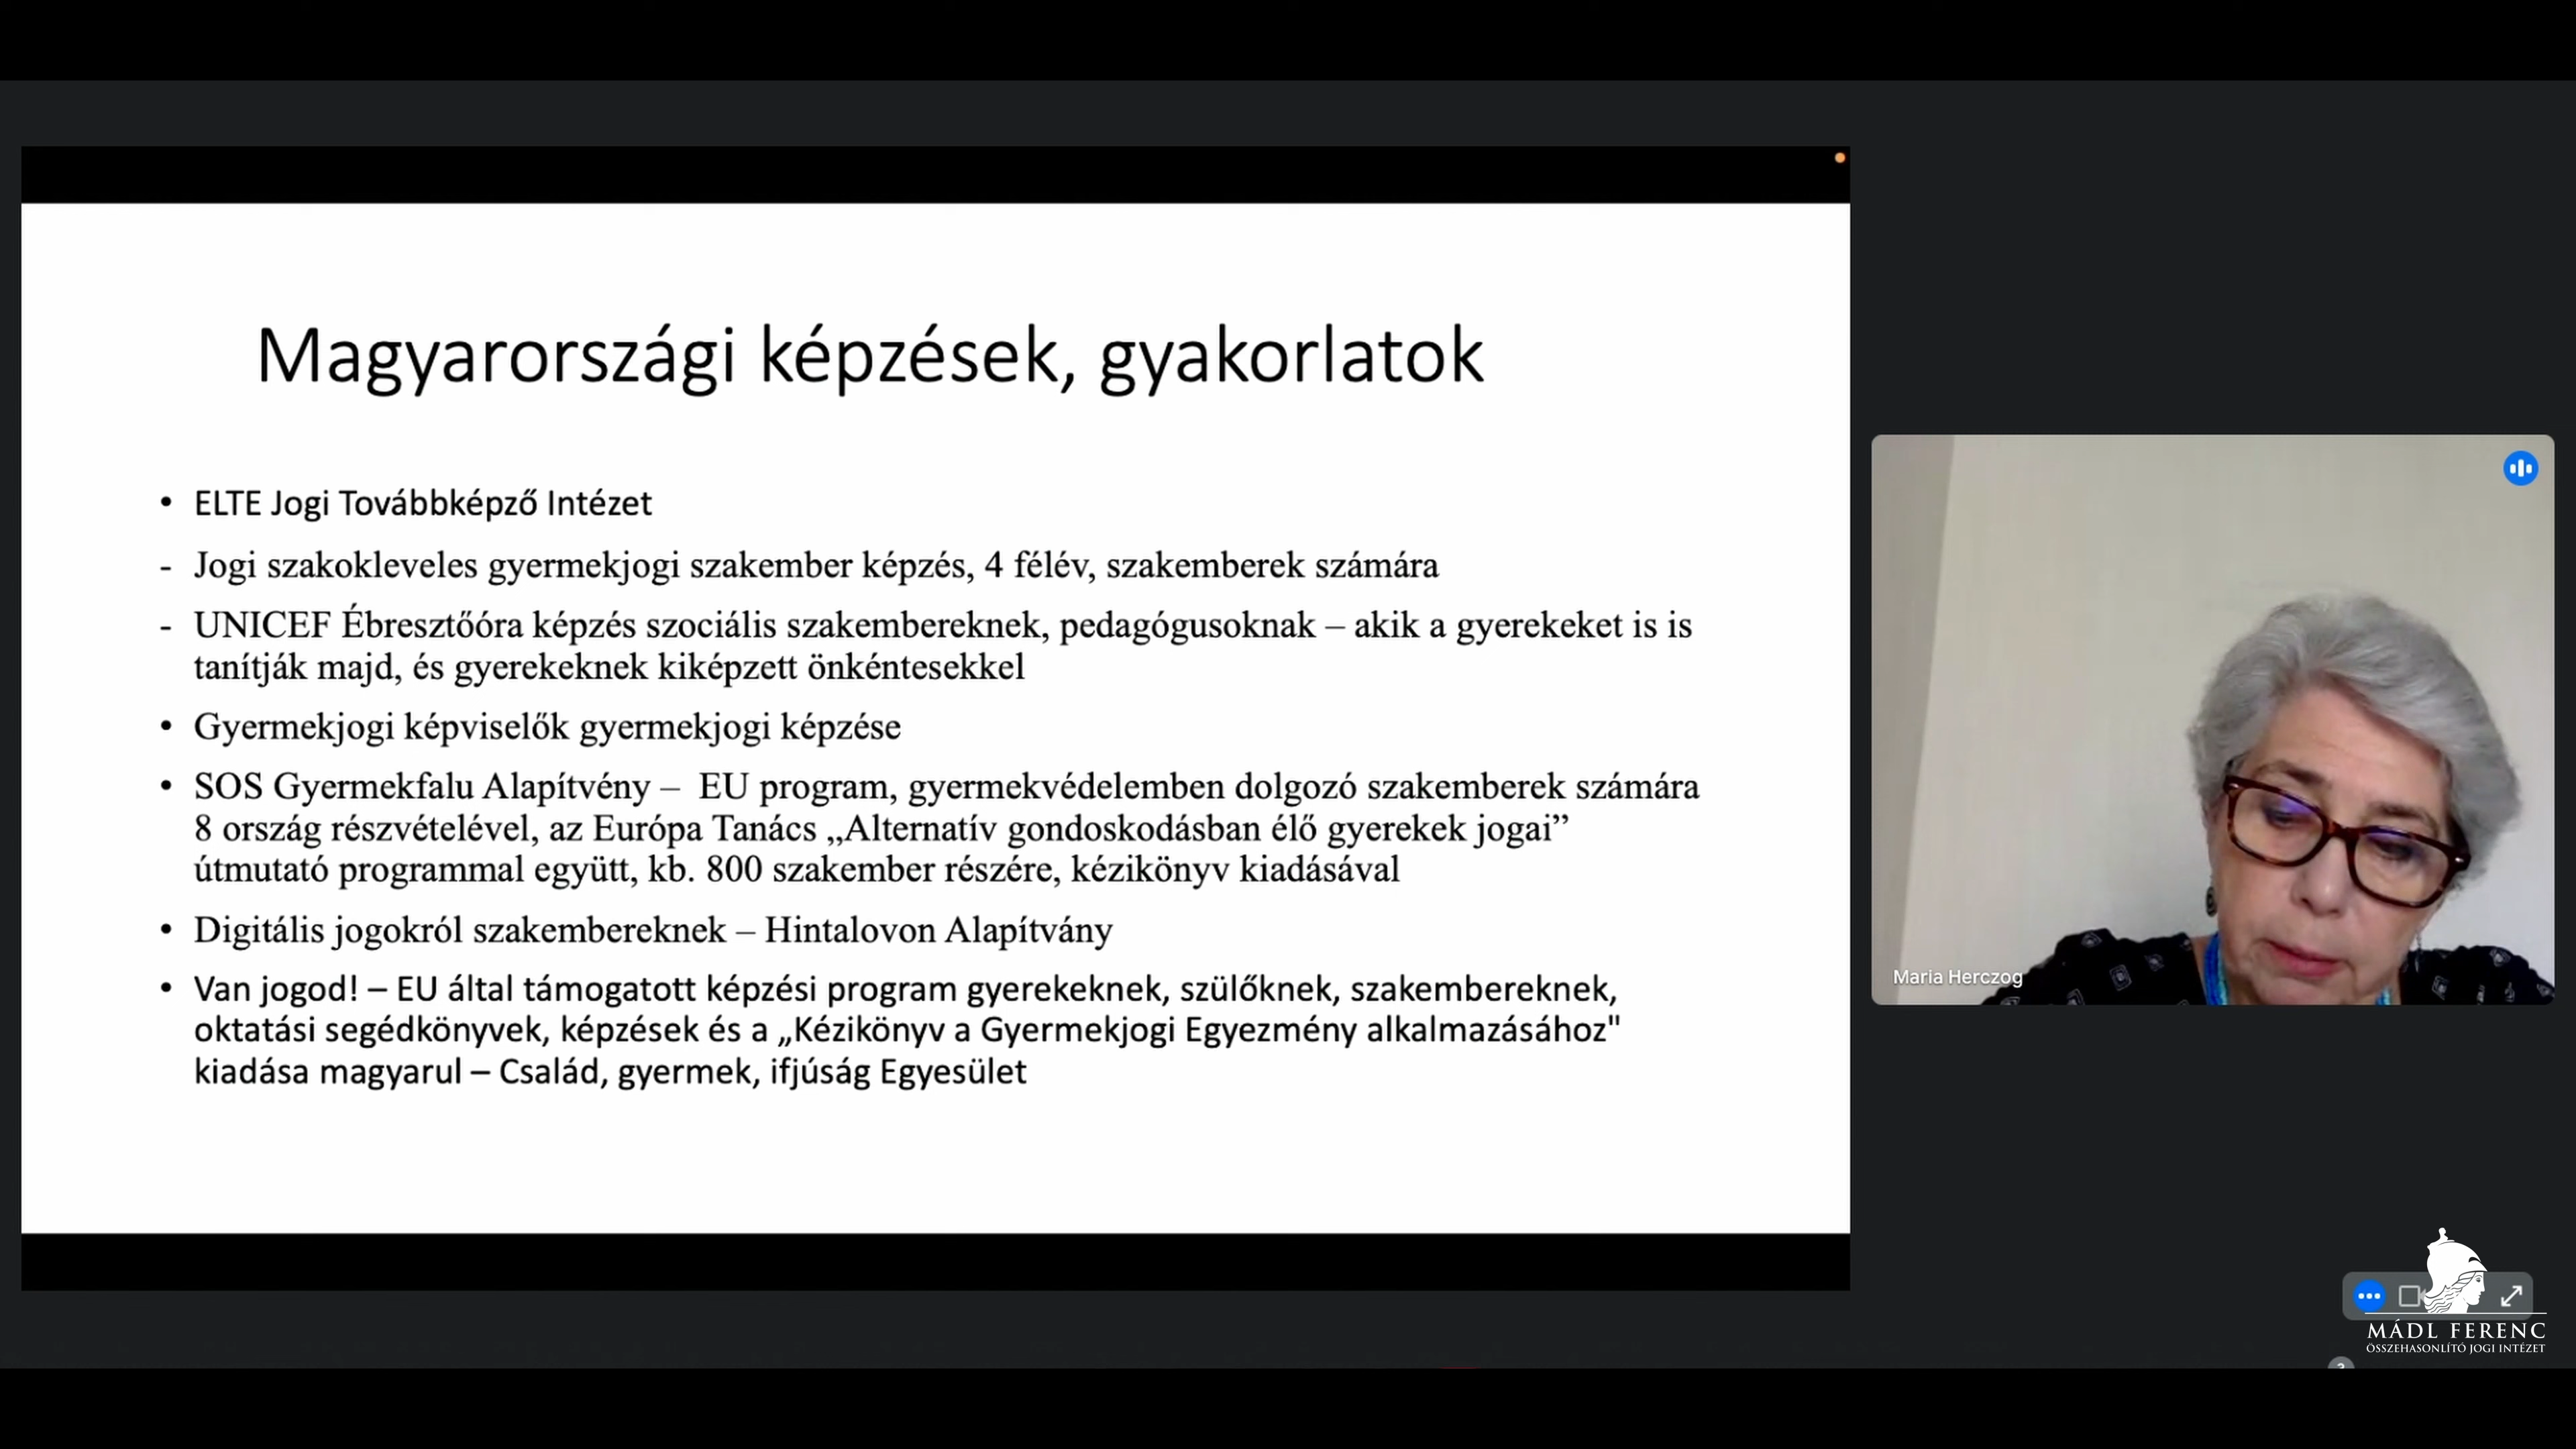 Magyarországi képzések, gyakorlatok
• ELTE Jogi Továbbképző Intézet
- Jogi szakokleveles gyermekjogi szakember képzés, 4 félév, szakemberek számára
- UNICEF Ébresztőóra képzés szociális szakembereknek, pedagógusoknak – akik a gyerekeket is is
tanítják majd, és gyerekeknek kiképzett önkéntesekkel
• Gyermekjogi képviselők gyermekjogi képzése
• SOS Gyermekfalu Alapítvény – EU program, gyermekvédelemben dolgozó szakemberek számára
8 ország részvételével, az Európa Tanács „Alternatív gondoskodásban élő gyerekek jogai”
útmutató programmal együtt, kb. 800 szakember részére, kézikönyv kiadásával
• Digitális jogokról szakembereknek – Hintalovon Alapítvány
• Van jogod! – EU által támogatott képzési program gyerekeknek, szülőknek, szakembereknek,
oktatási segédkönyvek, képzések és a „Kézikönyv a Gyermekjogi Egyezmény alkalmazásához"
kiadása magyarul – Család, gyermek, ifjúság Egyesület
Maria Herczog
MÁDL FERENC
ÖSSZEHASONLÍTÓ JOGI INTÉZET